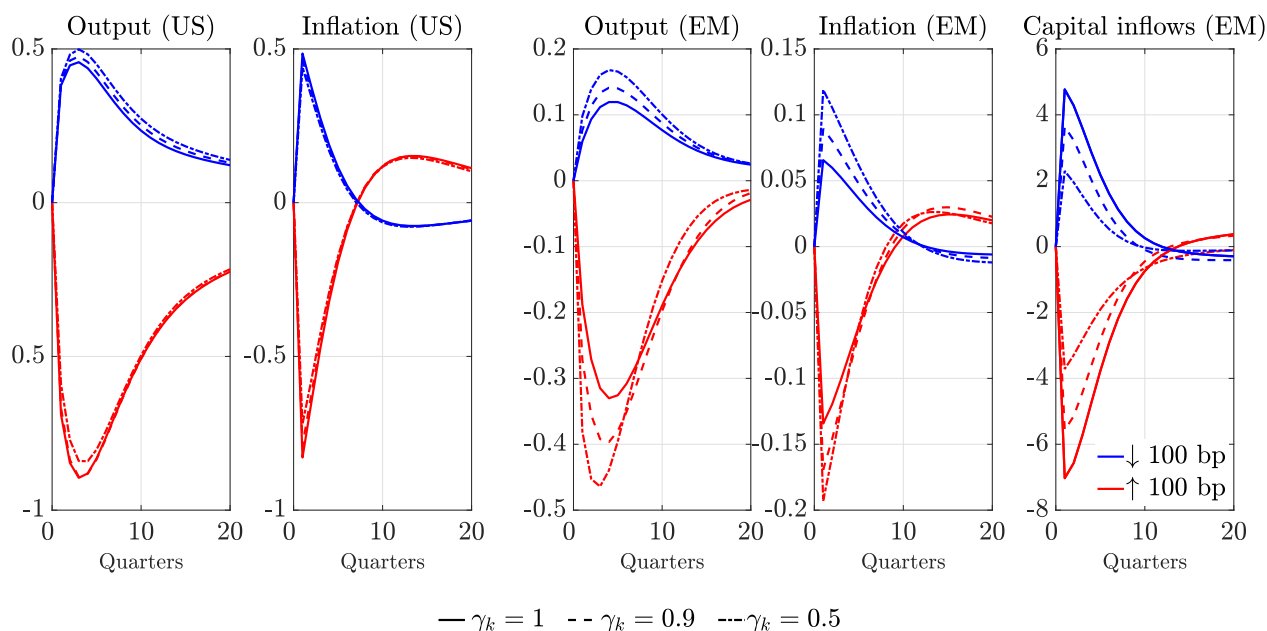 Output (US)
0.5
0
0.5
-1
0 10 20
Quarters
Inflation (US)
0.5
0
-0.5
-1
0 10 20
Quarters
Output (EM)
0.2
0.1
0
-0.1
-0.2
-0.3
-0.4
-0.5
0 10 20
Quarters
Inflation (EM)
0.15
0.1
0.05
0
0.05
-0.1
-0.15
-0.2
0 10 20
Quarters
Capital inflows (EM)
6
4
2
0
-2
-4
-6
-8
0 10 20
Quarters
↓ 100 bp
↑ 100 bp
γₖ = 1 γₖ = 0.9 γₖ = 0.5